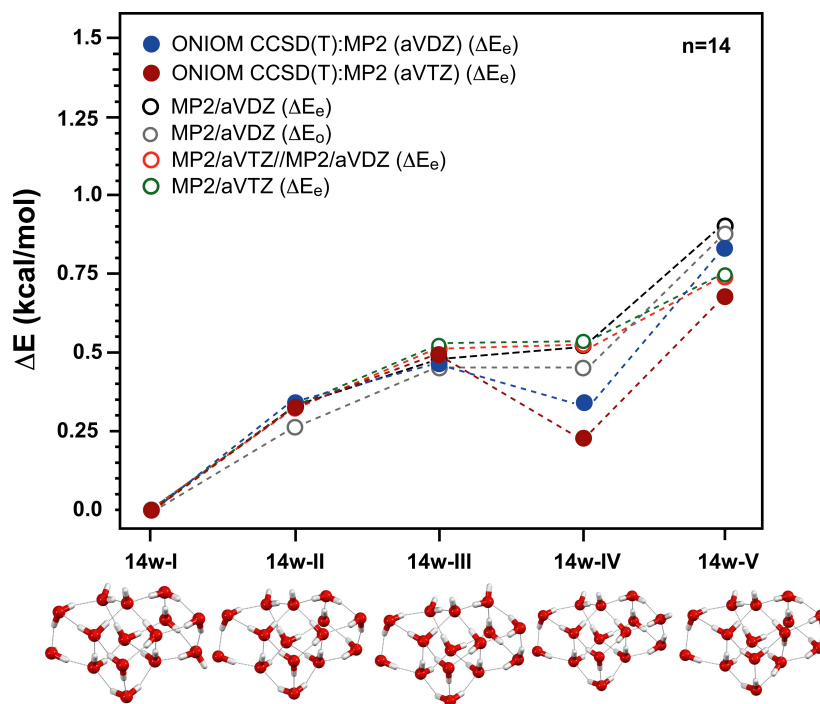 1.5
ONIOM CCSD(T):MP2 (aVDZ) (ΔEₑ)
n=14
ONIOM CCSD(T):MP2 (aVTZ) (ΔEₑ)
1.25
MP2/aVDZ (ΔEₑ)
MP2/aVDZ (ΔEₒ)
MP2/aVTZ//MP2/aVDZ (ΔEₑ)
MP2/aVTZ (ΔEₑ)
1.0
0.75
0.5
0.25
0.0
ΔE (kcal/mol)
14w-I 14w-II 14w-III 14w-IV 14w-V